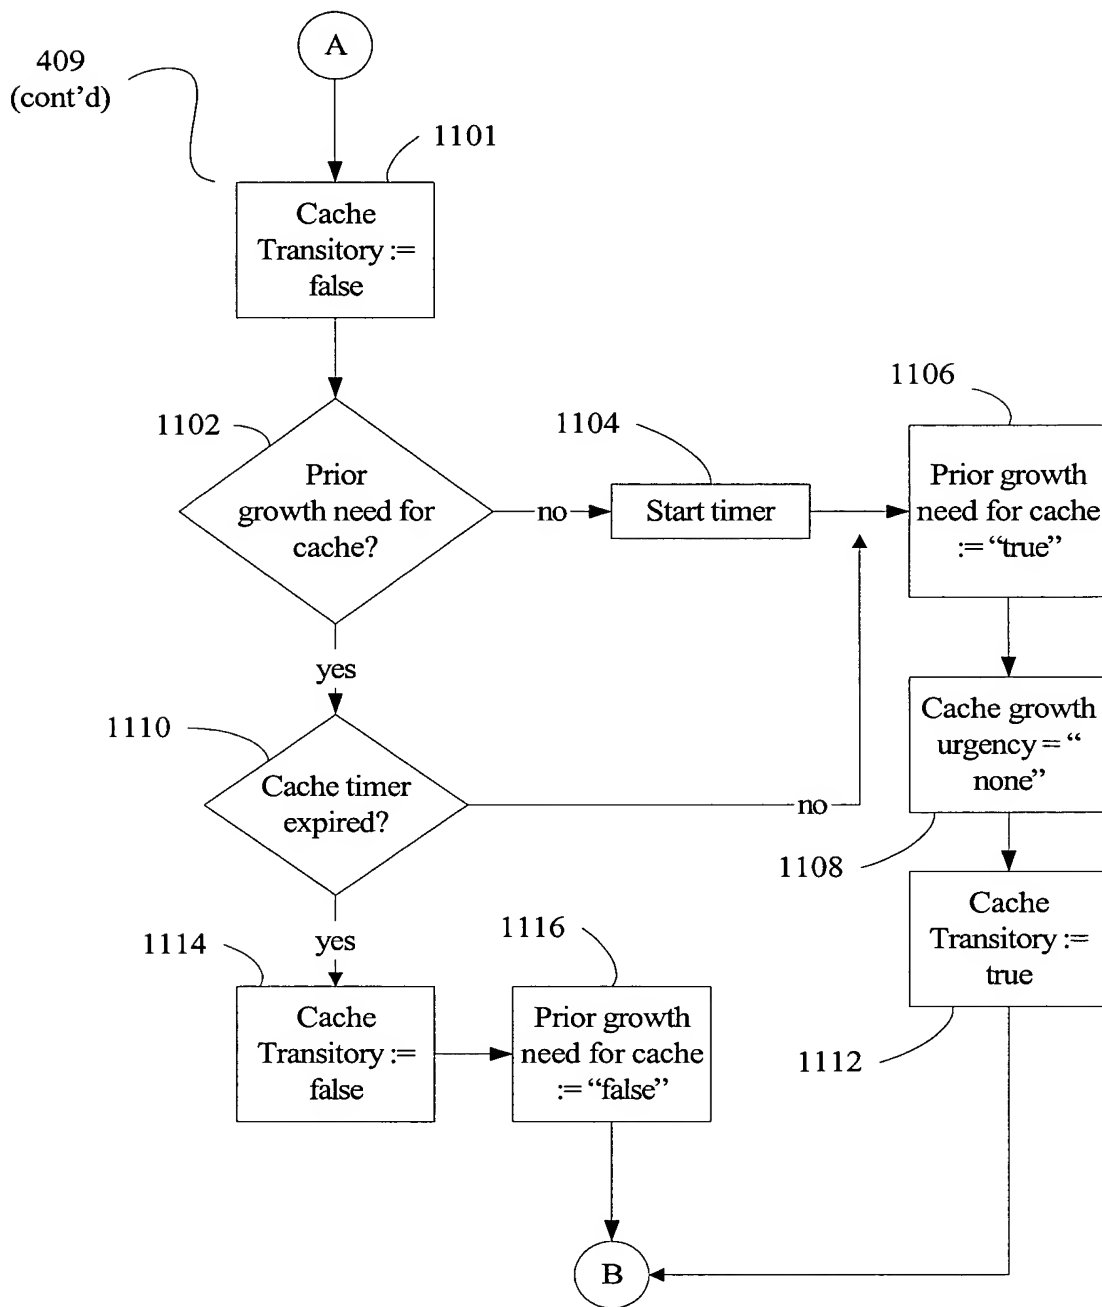 A
409
(cont’d)
1101
Cache
Transitory :=
false
1102
Prior
growth need for
cache?
no
1104
Start timer
1106
Prior growth
need for cache
:= “true”
yes
1110
Cache timer
expired?
no
Cache growth
urgency = “
none”
1108
yes
1114
Cache
Transitory :=
false
1116
Prior growth
need for cache
:= “false”
Cache
Transitory :=
true
1112
B